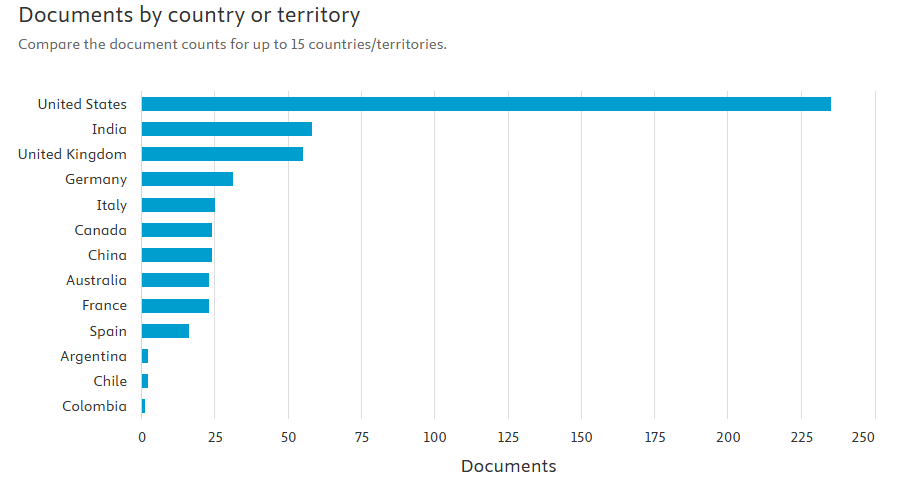 Documents by country or territory
Compare the document counts for up to 15 countries/territories.
United States
India
United Kingdom
Germany
Italy
Canada
China
Australia
France
Spain
Argentina
Chile
Colombia
0 25 50 75 100 125 150 175 200 225 250
Documents